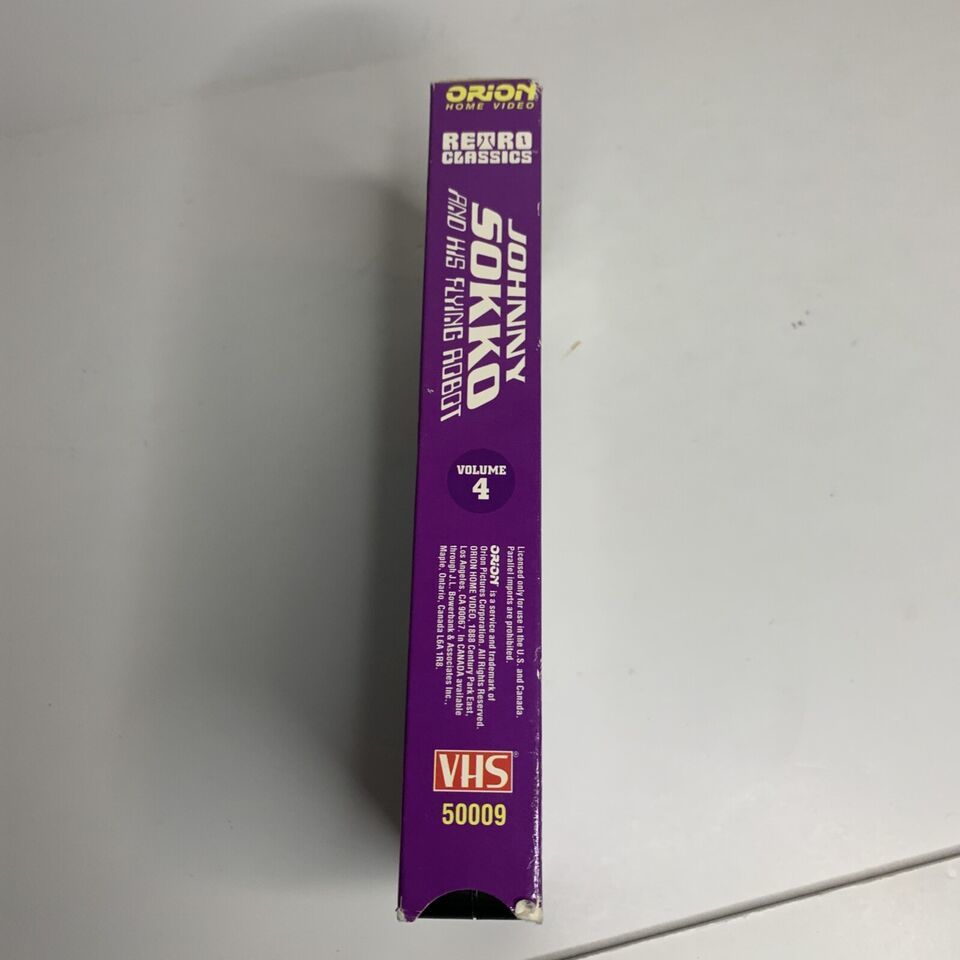 ORION
HOME VIDEO
RETRO
CLASSICS™
JOHNNY
SOKKO
AND HIS FLYING ROBOT
VOLUME
4
Licensed only for use in the U.S. and Canada.
Parallel imports are prohibited.
ORION is a service and trademark of
Orion Pictures Corporation. All Rights Reserved.
ORION HOME VIDEO, 1888 Century Park East,
Los Angeles, CA 90067. In CANADA available
through J.L. Bowerbank & Associates Inc.,
Maple, Ontario, Canada L6A 1R8.
VHS®
50009